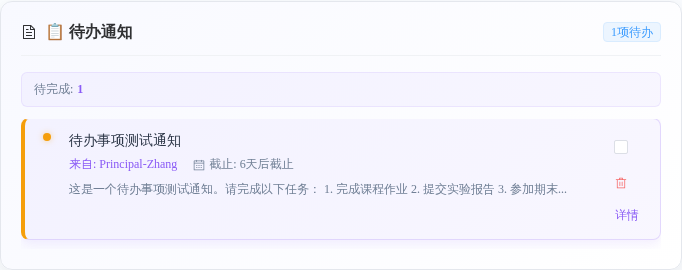 📋 待办通知
1项待办
待完成: 1
待办事项测试通知
来自: Principal-Zhang 截止: 6天后截止
这是一个待办事项测试通知。请完成以下任务： 1. 完成课程作业 2. 提交实验报告 3. 参加期末...
详情